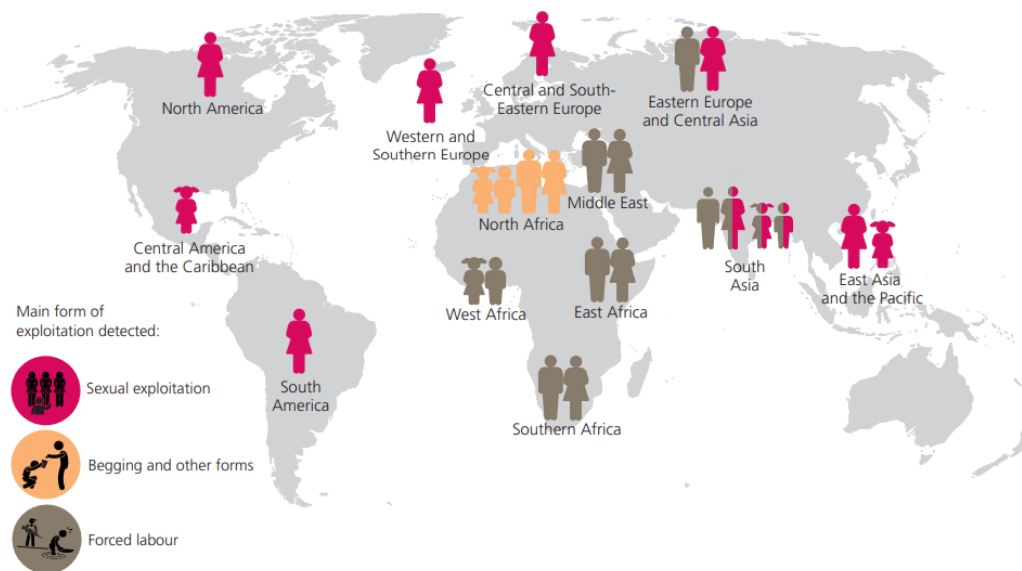 North America
Central and South-
Eastern Europe
Eastern Europe
and Central Asia
Western and
Southern Europe
North Africa
Middle East
Central America
and the Caribbean
South
Asia
East Asia
and the Pacific
West Africa
East Africa
South
America
Southern Africa
Main form of
exploitation detected:
Sexual exploitation
Begging and other forms
Forced labour